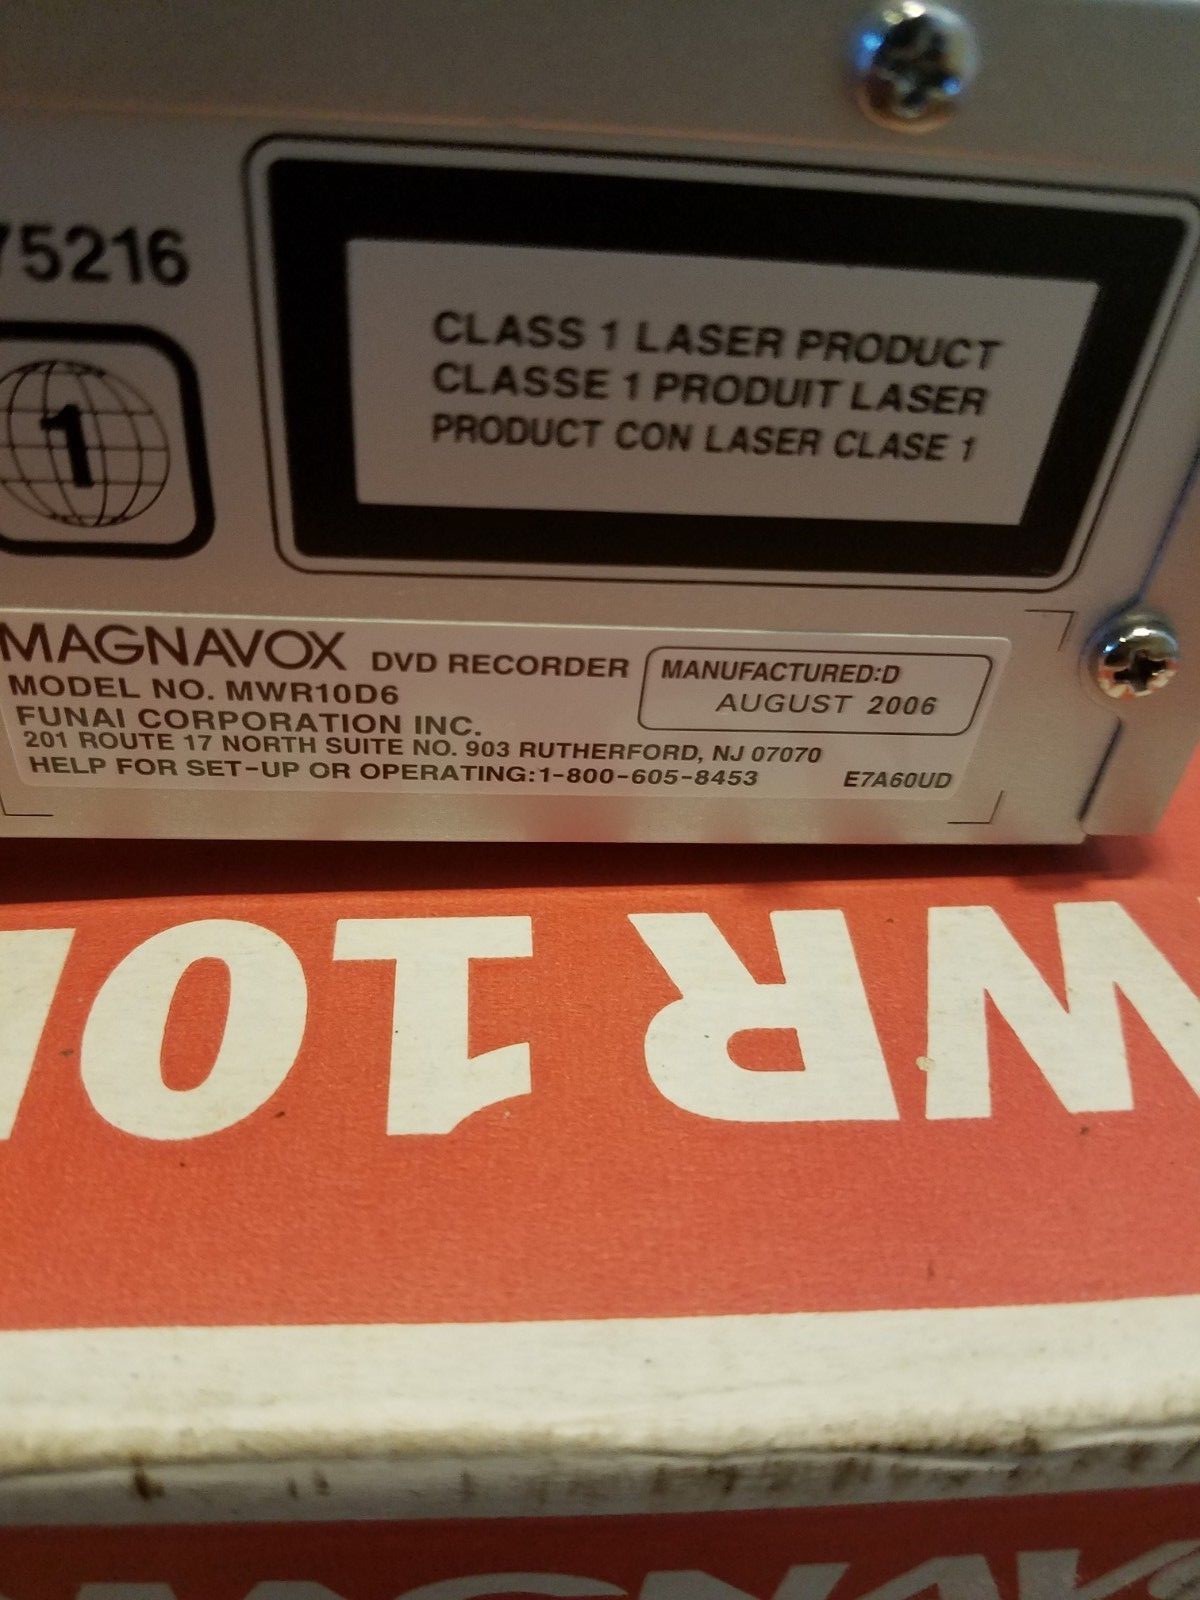 75216
1
CLASS 1 LASER PRODUCT
CLASSE 1 PRODUIT LASER
PRODUCT CON LASER CLASE 1
MAGNAVOX DVD RECORDER
MODEL NO. MWR10D6
FUNAI CORPORATION INC.
201 ROUTE 17 NORTH SUITE NO. 903 RUTHERFORD, NJ 07070
HELP FOR SET-UP OR OPERATING:1-800-605-8453
MANUFACTURED:D
AUGUST 2006
E7A60UD
WR10